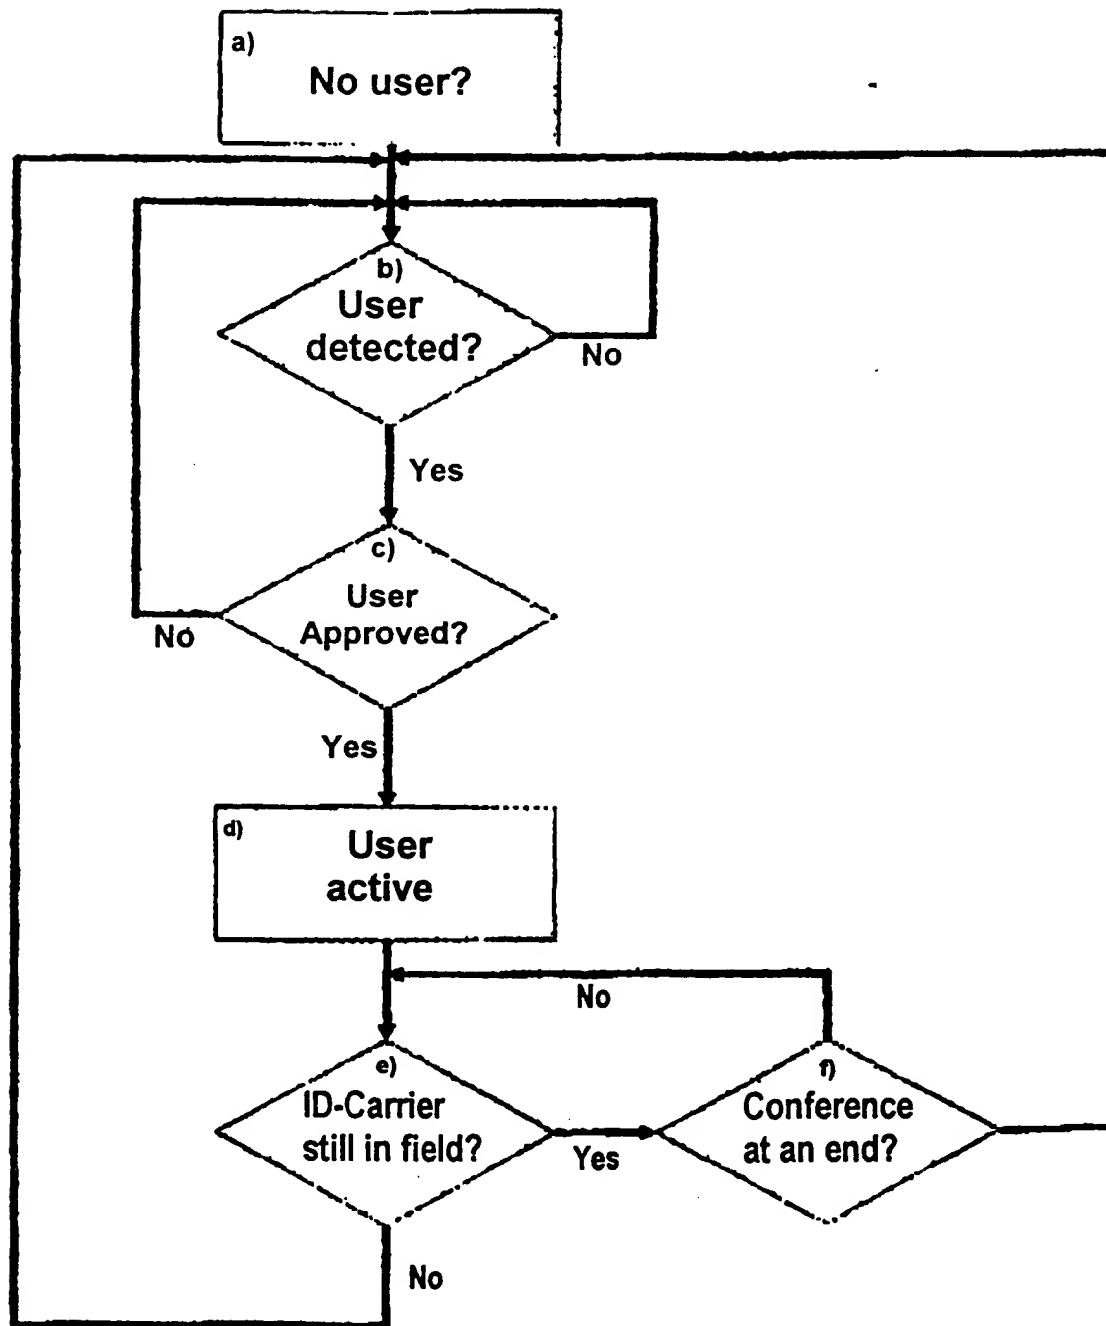 a)
No user?
b)
User
detected?
No
Yes
c)
User
Approved?
No
Yes
d)
User
active
No
e)
ID-Carrier
still in field?
Yes
f)
Conference
at an end?
No